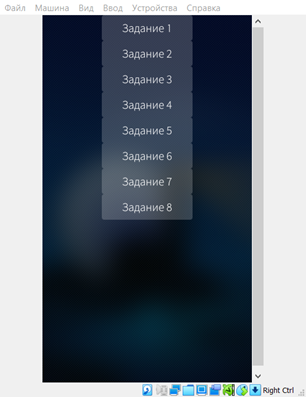 Файл Машина Вид Ввод Устройства Справка
Задание 1
Задание 2
Задание 3
Задание 4
Задание 5
Задание 6
Задание 7
Задание 8
Right Ctrl